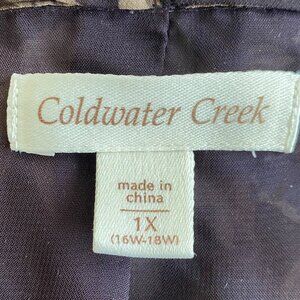 Coldwater Creek
made in
china
1X
(16W-18W)